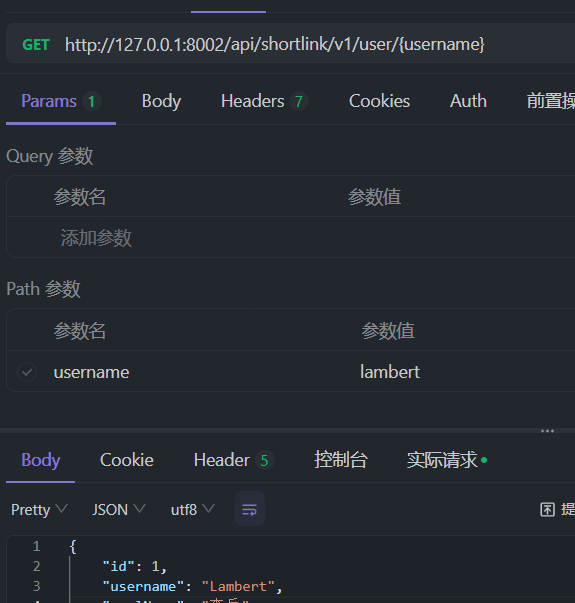 GET http://127.0.0.1:8002/api/shortlink/v1/user/{username}
Params 1 Body Headers 7 Cookies Auth 前置操
Query 参数
参数名 参数值
添加参数
Path 参数
参数名 参数值
username lambert
Body Cookie Header 5 控制台 实际请求
Pretty JSON utf8 提
1 {
2 "id": 1,
3 "username": "Lambert",